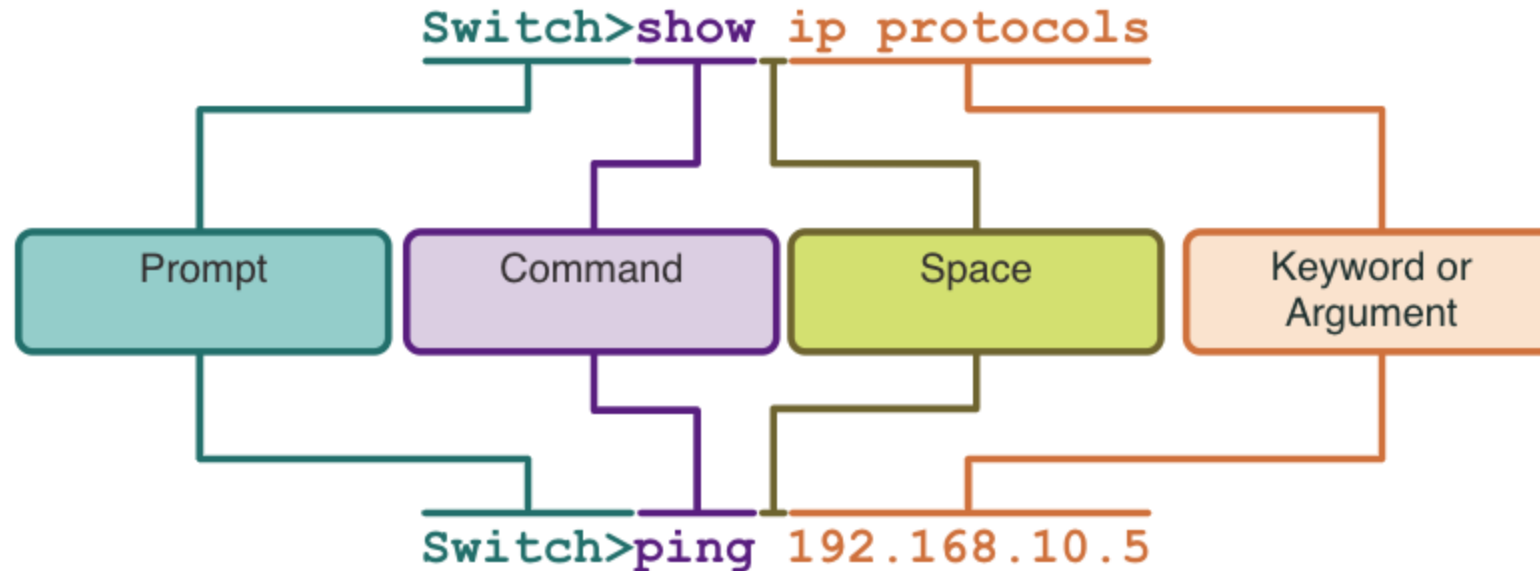 Switch>show ip protocols
Prompt
Command
Space
Keyword or
Argument
Switch>ping 192.168.10.5